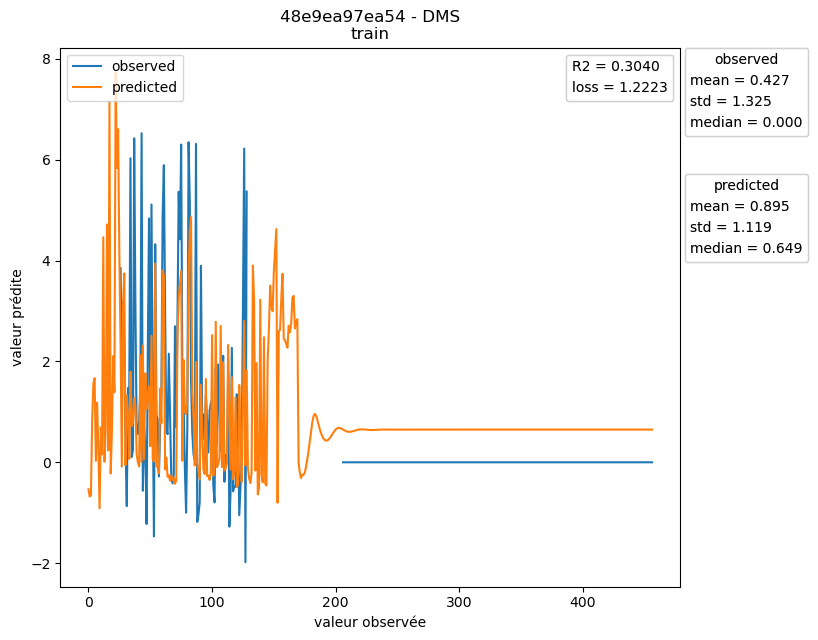 48e9ea97ea54 - DMS
train
observed
predicted
R2 = 0.3040
loss = 1.2223
observed
mean = 0.427
std = 1.325
median = 0.000
predicted
mean = 0.895
std = 1.119
median = 0.649
8
6
4
2
0
−2
valeur prédite
0
100
200
300
400
valeur observée